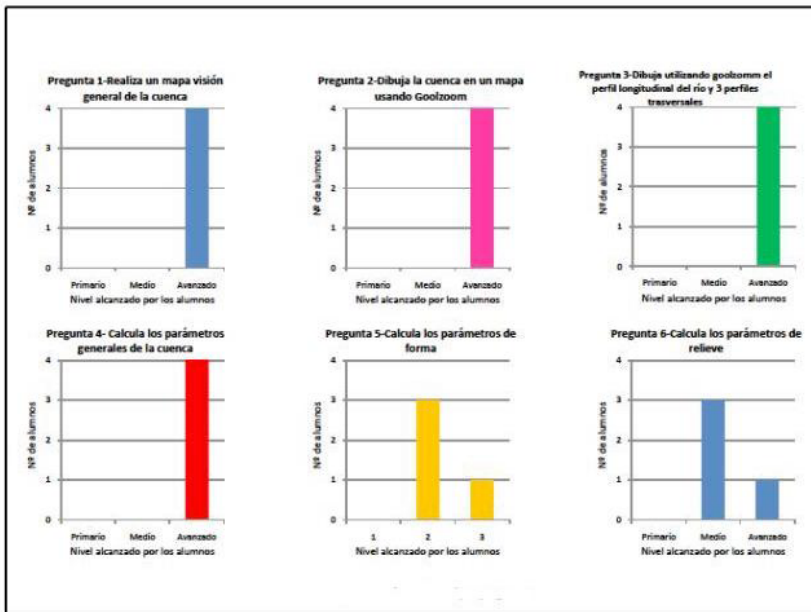 Pregunta 1-Realiza un mapa visión
general de la cuenca
4
3
2
1
0
Nº de alumnos
Primario Medio Avanzado
Nivel alcanzado por los alumnos
Pregunta 2-Dibuja la cuenca en un mapa
usando Goolzoom
4
3
2
1
0
Nº de alumnos
Primario Medio Avanzado
Nivel alcanzado por los alumnos
Pregunta 3-Dibuja utilizando goolzomm el
perfil longitudinal del río y 3 perfiles
trasversales
4
3
2
1
0
Nº de alumnos
Primario Medio Avanzado
Nivel alcanzado por los alumnos
Pregunta 4- Calcula los parámetros
generales de la cuenca
4
3
2
1
0
Nº de alumnos
Primario Medio Avanzado
Nivel alcanzado por los alumnos
Pregunta 5-Calcula los parámetros de
forma
4
3
2
1
0
Nº de alumnos
1 2 3
Nivel alcanzado por los alumnos
Pregunta 6-Calcula los parámetros de
relieve
4
3
2
1
0
Nº de alumnos
Primario Medio Avanzado
Nivel alcanzado por los alumnos